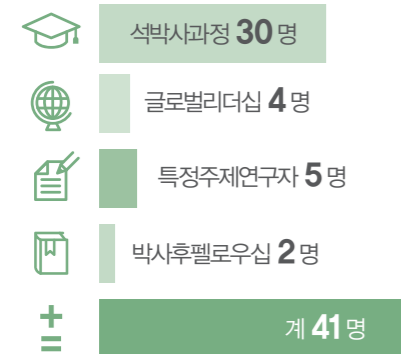 석박사과정 30 명
글로벌리더십 4 명
특정주제연구자 5 명
박사후펠로우십 2 명
계 41 명